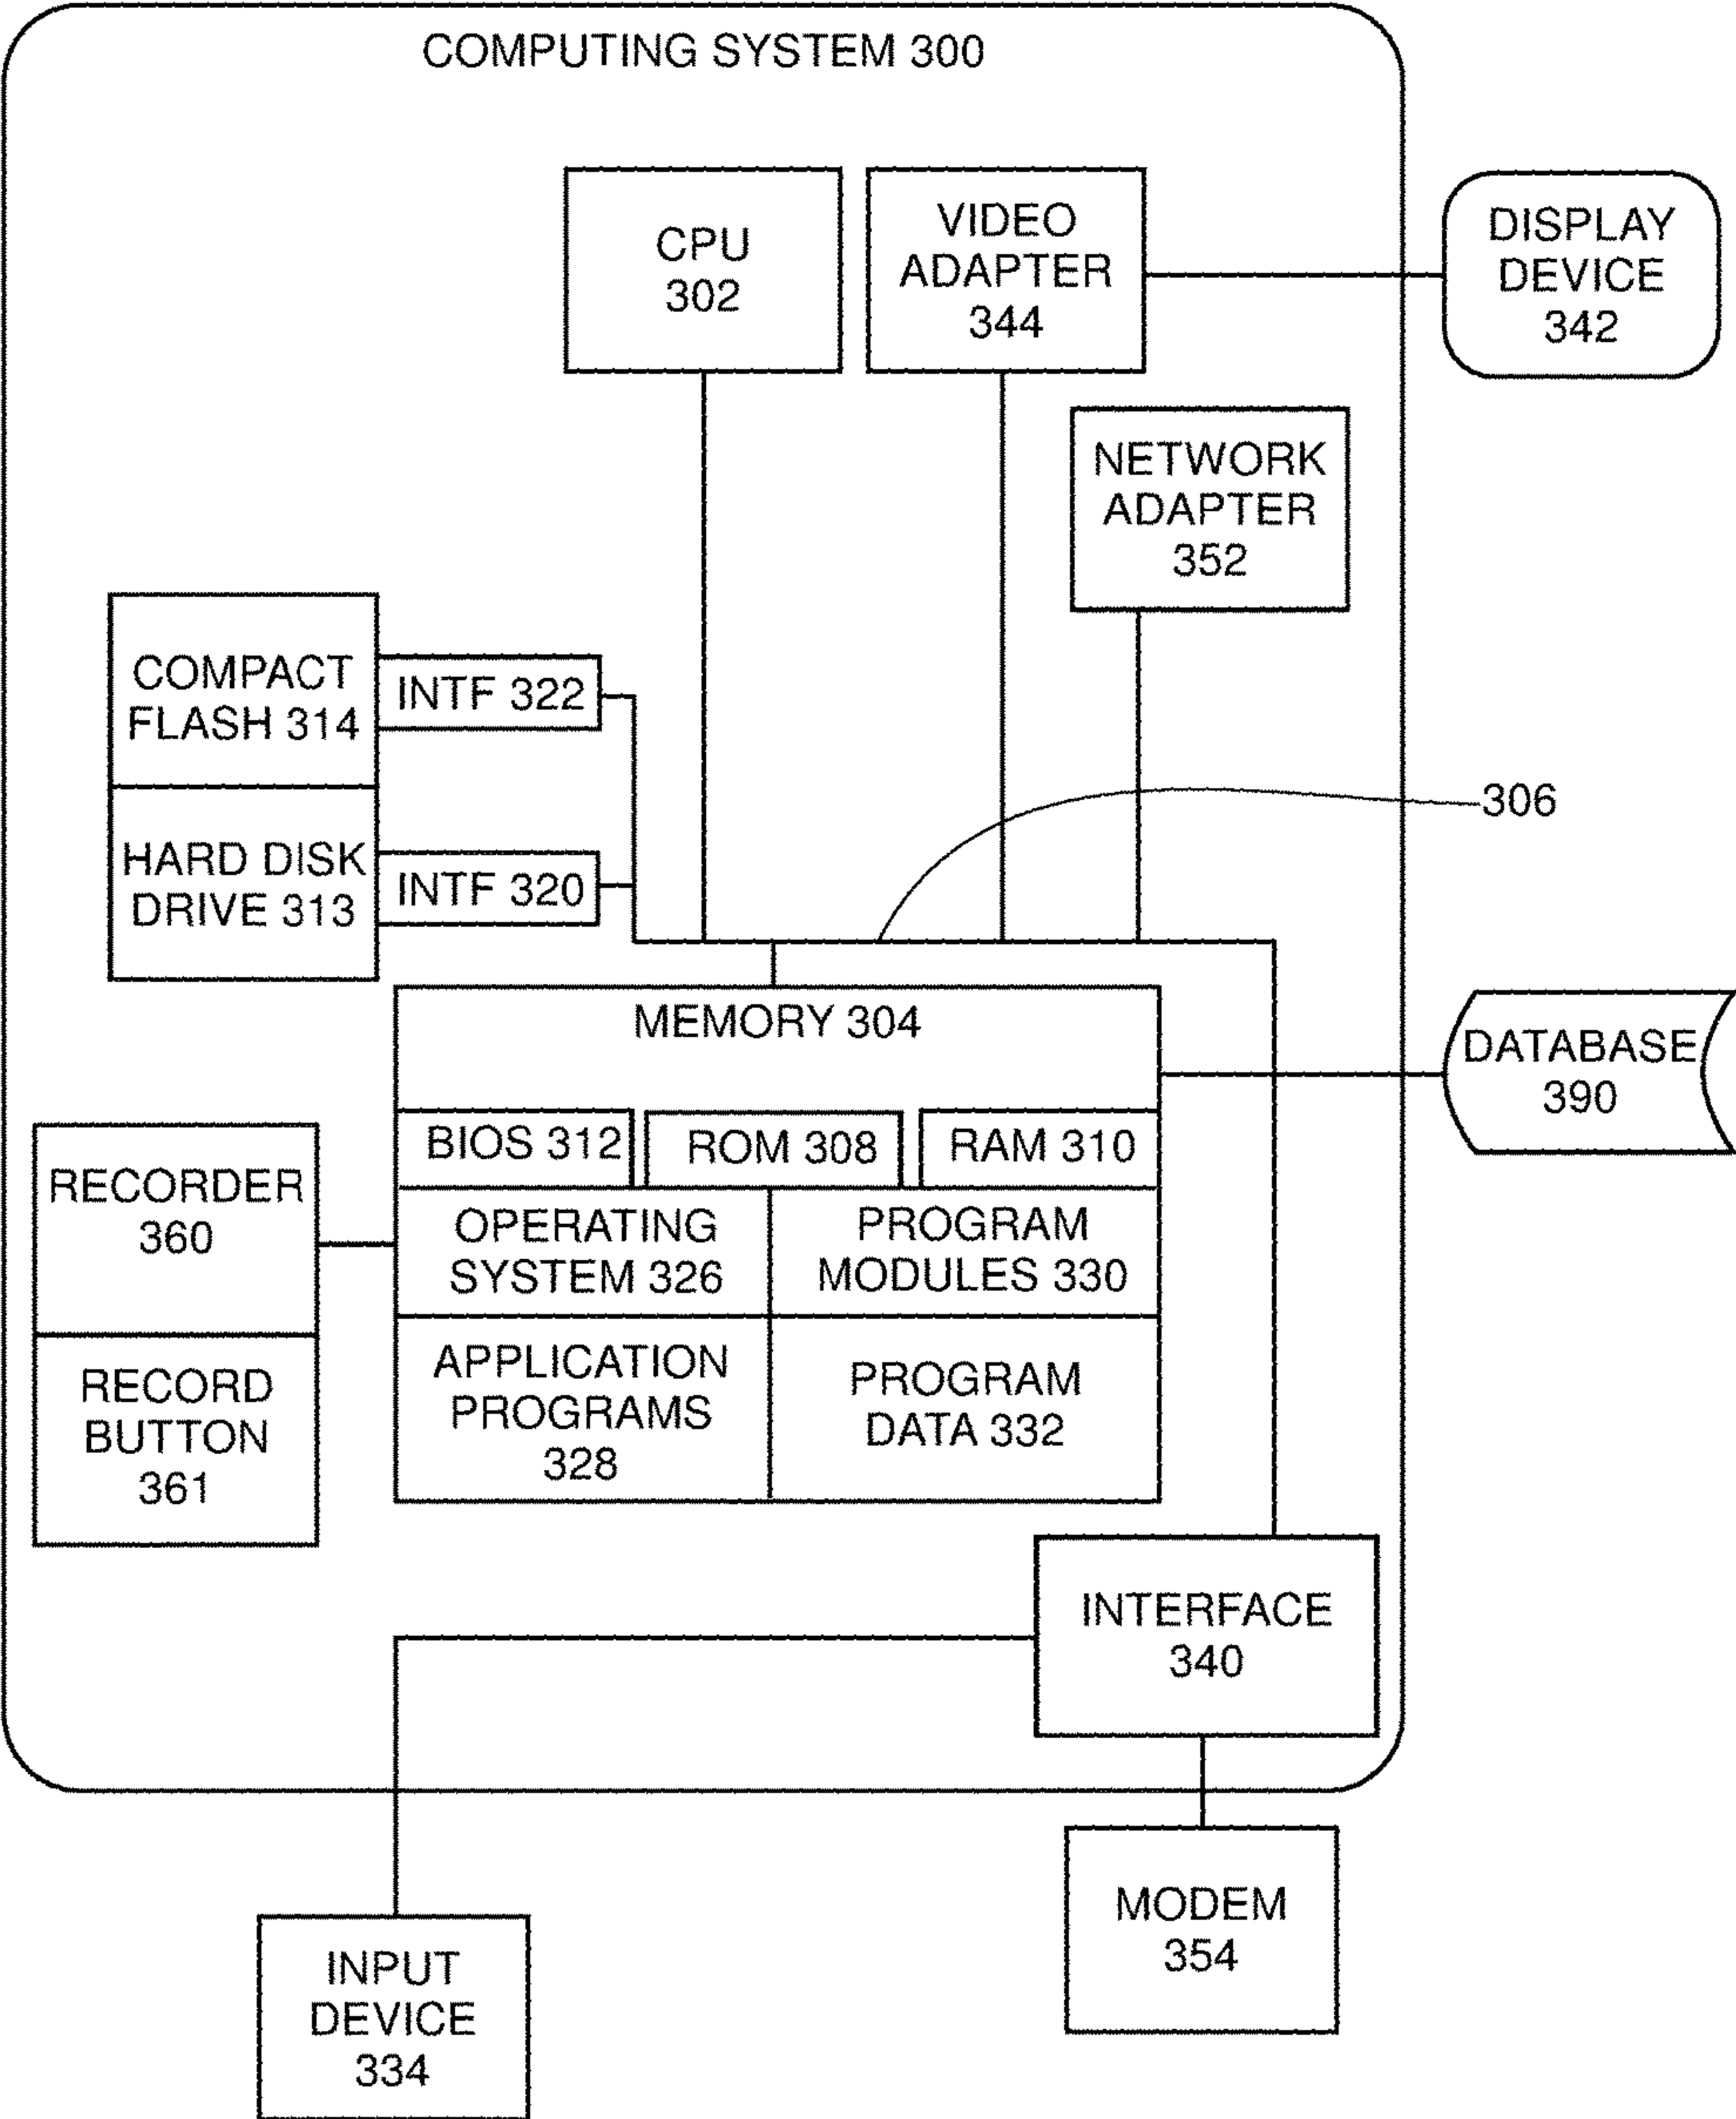 COMPUTING SYSTEM 300
CPU
302
VIDEO
ADAPTER
344
DISPLAY
DEVICE
342
NETWORK
ADAPTER
352
COMPACT
FLASH 314
INTF 322
306
HARD DISK
DRIVE 313
INTF 320
MEMORY 304
DATABASE
390
BIOS 312
ROM 308
RAM 310
RECORDER
360
OPERATING
SYSTEM 326
PROGRAM
MODULES 330
RECORD
BUTTON
361
APPLICATION
PROGRAMS
328
PROGRAM
DATA 332
INTERFACE
340
MODEM
354
INPUT
DEVICE
334